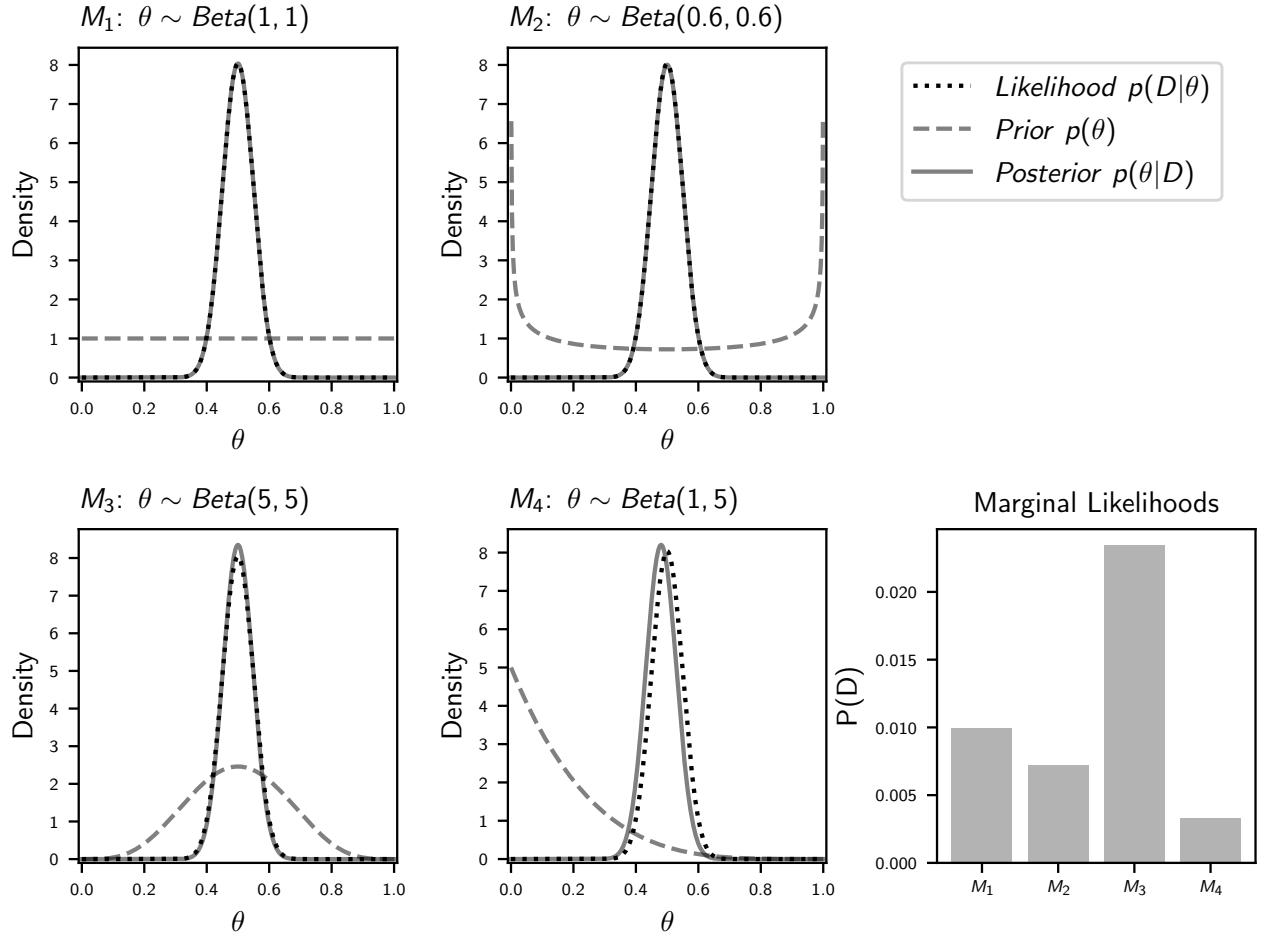 M₁: θ ∼ Beta(1, 1)
8
7
6
5
4
3
2
1
0
Density
0.0 0.2 0.4 0.6 0.8 1.0
θ
M₂: θ ∼ Beta(0.6, 0.6)
8
7
6
5
4
3
2
1
0
Density
0.0 0.2 0.4 0.6 0.8 1.0
θ
Likelihood p(D|θ)
Prior p(θ)
Posterior p(θ|D)
M₃: θ ∼ Beta(5, 5)
8
7
6
5
4
3
2
1
0
Density
0.0 0.2 0.4 0.6 0.8 1.0
θ
M₄: θ ∼ Beta(1, 5)
8
7
6
5
4
3
2
1
0
Density
0.0 0.2 0.4 0.6 0.8 1.0
θ
Marginal Likelihoods
0.020
0.015
0.010
0.005
0.000
P(D)
M₁ M₂ M₃ M₄